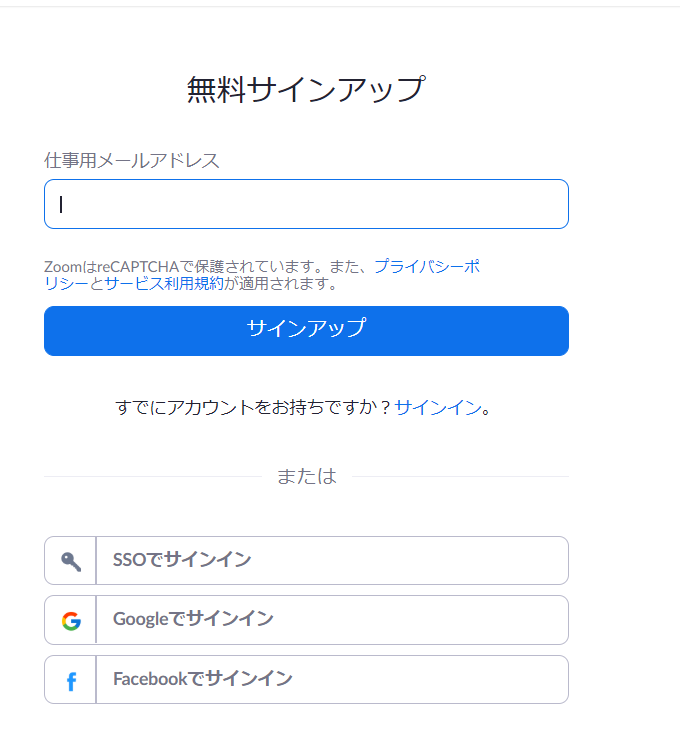 無料サインアップ
仕事用メールアドレス
ZoomはreCAPTCHAで保護されています。また、プライバシーポ
リシーとサービス利用規約が適用されます。
サインアップ
すでにアカウントをお持ちですか？サインイン。
または
SSOでサインイン
Googleでサインイン
Facebookでサインイン